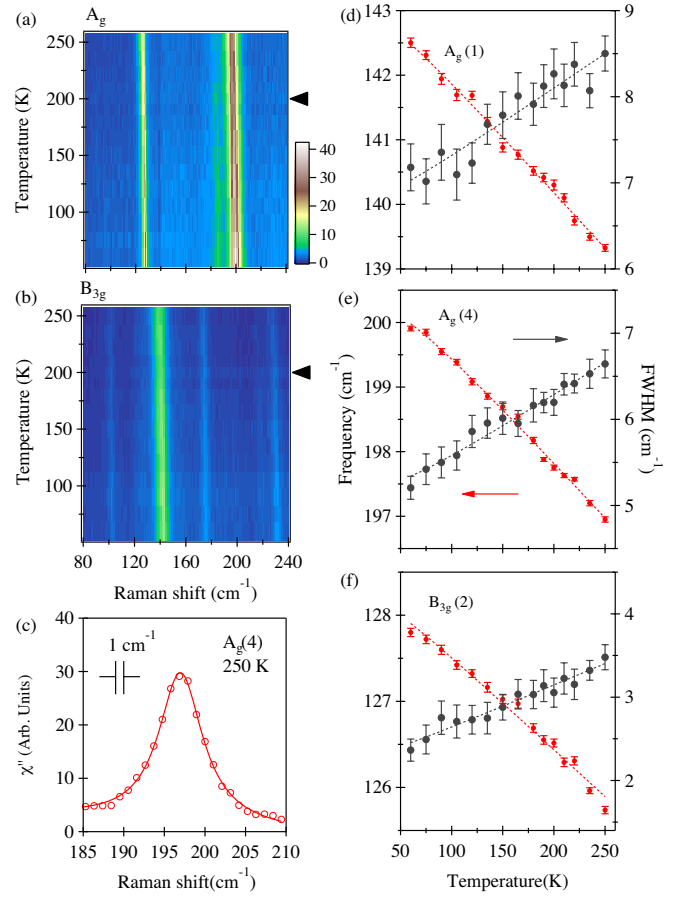 (a)
A_g
Temperature (K)
250
200
150
100
50
40
30
20
10
0
(b)
B_3g
Temperature (K)
250
200
150
100
80
120
160
200
240
Raman shift (cm⁻¹)
(c)
1 cm⁻¹
A_g(4)
250 K
χ" (Arb. Units)
40
30
20
10
0
185
190
195
200
205
210
Raman shift(cm⁻¹)
(d)
A_g (1)
143
142
141
140
139
9
8
7
6
(e)
A_g (4)
Frequency (cm⁻¹)
FWHM (cm⁻¹)
200
199
198
197
7
6
5
(f)
B_3g (2)
128
127
126
4
3
2
50
100
150
200
250
Temperature(K)